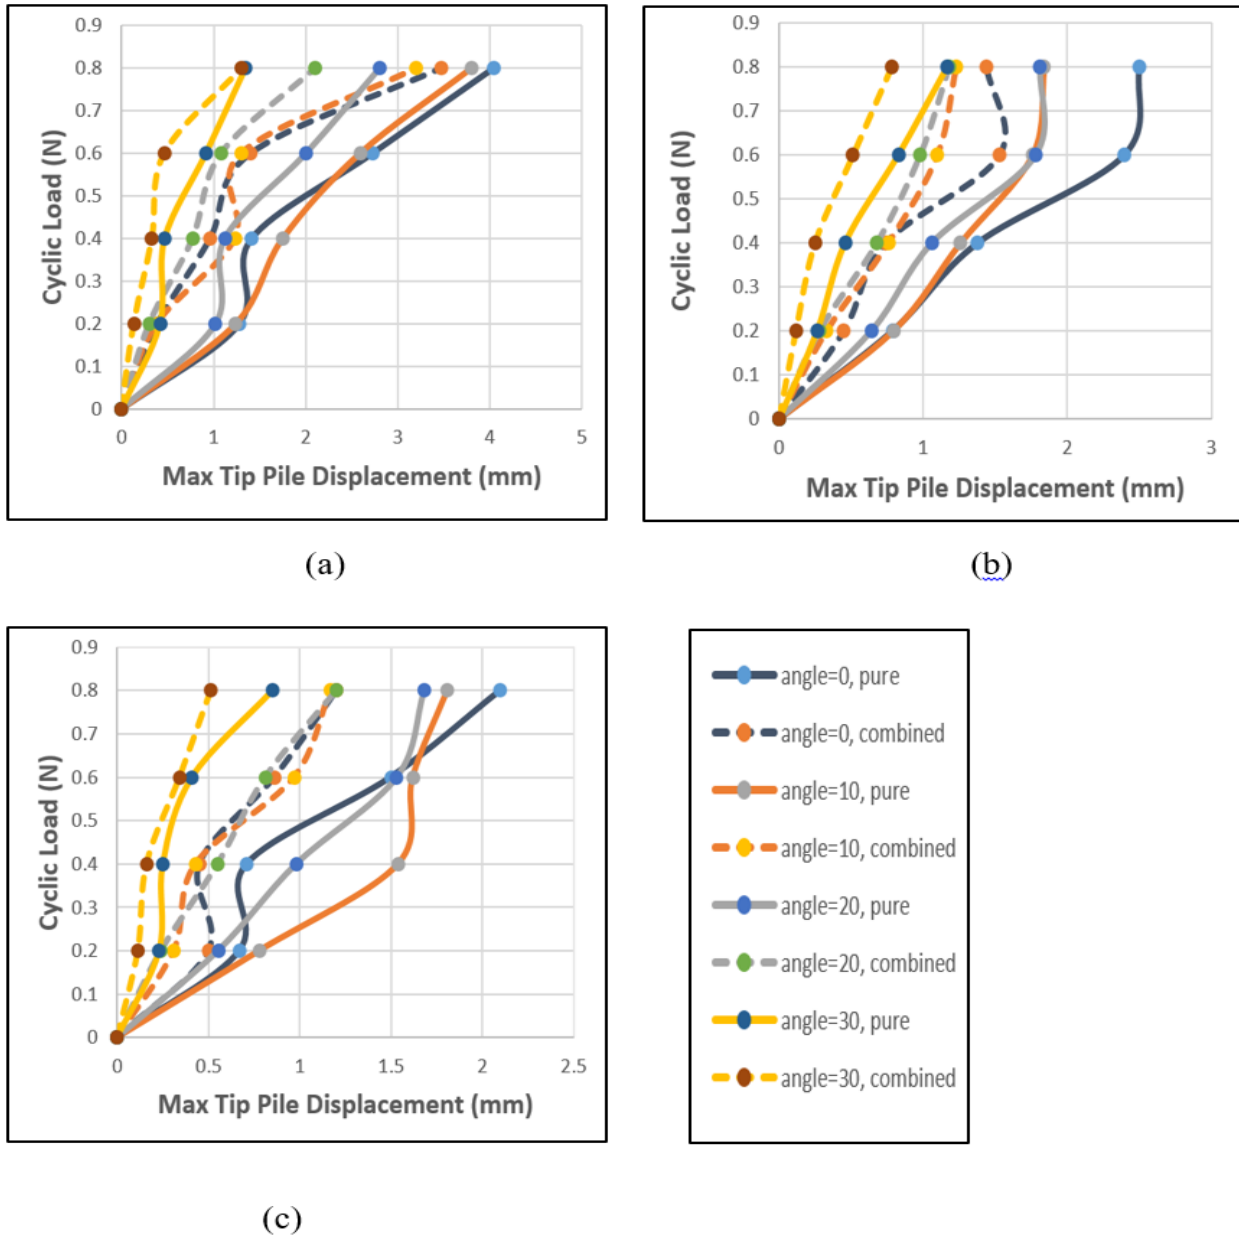 0.9
0.8
0.7
0.6
0.5
0.4
0.3
0.2
0.1
0
Cyclic Load (N)
0 1 2 3 4 5
Max Tip Pile Displacement (mm)
(a)
0.9
0.8
0.7
0.6
0.5
0.4
0.3
0.2
0.1
0
Cyclic Load (N)
0 1 2 3
Max Tip Pile Displacement (mm)
(b)
0.9
0.8
0.7
0.6
0.5
0.4
0.3
0.2
0.1
0
Cyclic Load (N)
0 0.5 1 1.5 2 2.5
Max Tip Pile Displacement (mm)
(c)
angle=0, pure
angle=0, combined
angle=10, pure
angle=10, combined
angle=20, pure
angle=20, combined
angle=30, pure
angle=30, combined